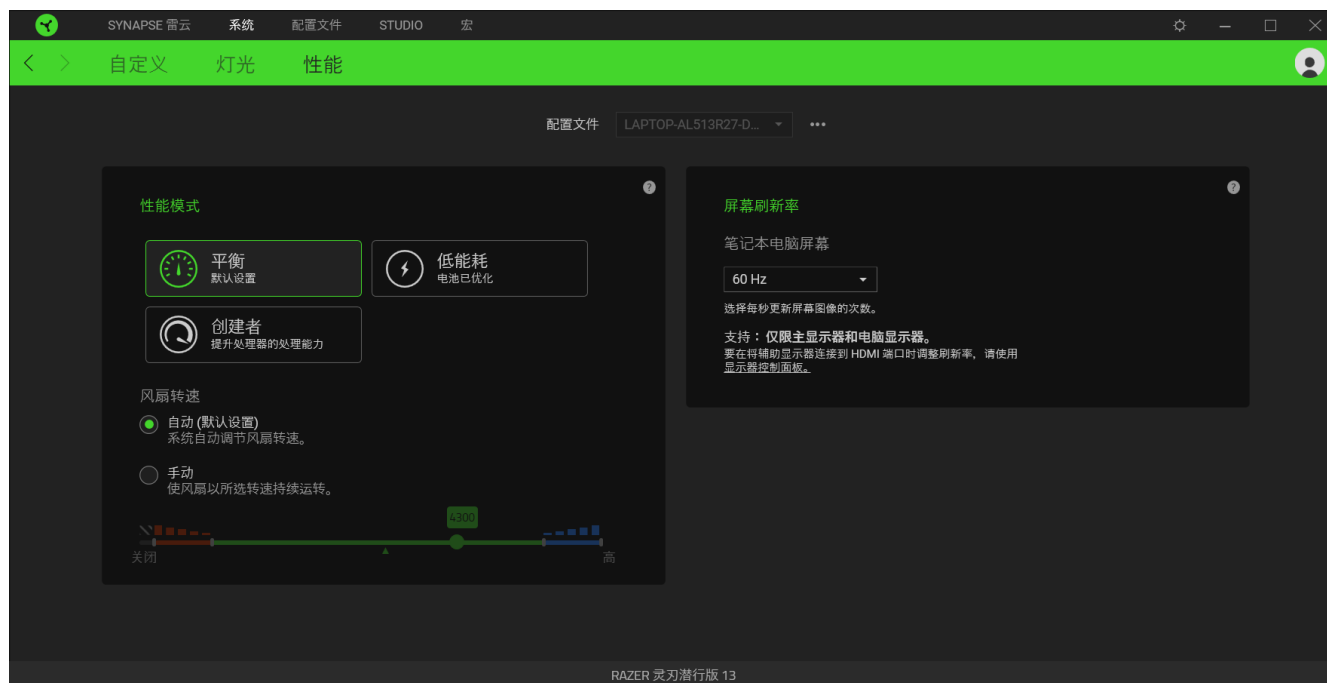 SYNAPSE 雷云 系统 配置文件 STUDIO 宏
自定义 灯光 性能
配置文件 LAPTOP-AL513R27-D...
性能模式
平衡
默认设置
低能耗
电池已优化
创建者
提升处理器的处理能力
风扇转速
自动 (默认设置)
系统自动调节风扇转速。
手动
使风扇以所选转速持续运转。
4300
关闭 高
屏幕刷新率
笔记本电脑屏幕
60 Hz
选择每秒更新屏幕图像的次数。
支持：仅限主显示器和电脑显示器。
要在将辅助显示器连接到 HDMI 端口时调整刷新率，请使用
显示器控制面板。
RAZER 灵刃潜行版 13